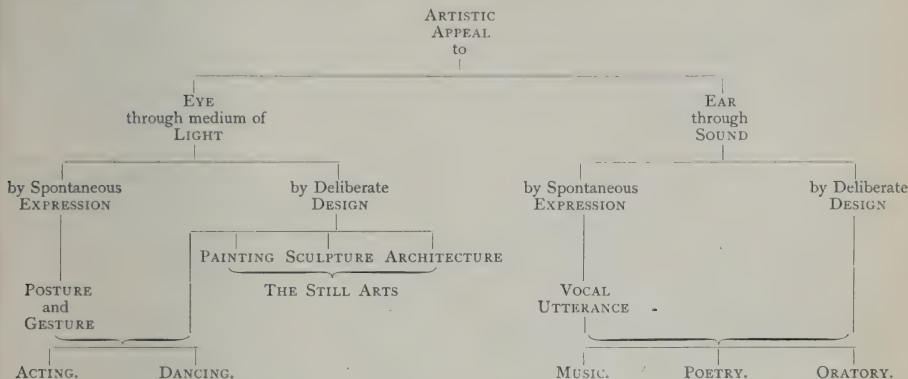 ARTISTIC
APPEAL
to
EYE
through medium of
LIGHT
EAR
through
SOUND
by Spontaneous
EXPRESSION
by Deliberate
DESIGN
by Spontaneous
EXPRESSION
by Deliberate
DESIGN
PAINTING SCULPTURE ARCHITECTURE
THE STILL ARTS
POSTURE
and
GESTURE
VOCAL
UTTERANCE
ACTING. DANCING.
MUSIC. POETRY. ORATORY.